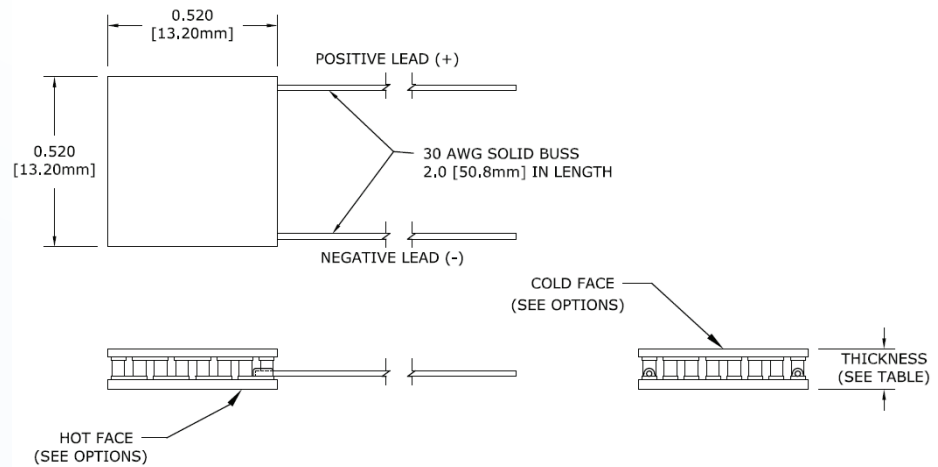 0.520
[13.20mm]
POSITIVE LEAD (+)
0.520
[13.20mm]
30 AWG SOLID BUSS
2.0 [50.8mm] IN LENGTH
NEGATIVE LEAD (-)
COLD FACE
(SEE OPTIONS)
THICKNESS
(SEE TABLE)
HOT FACE
(SEE OPTIONS)